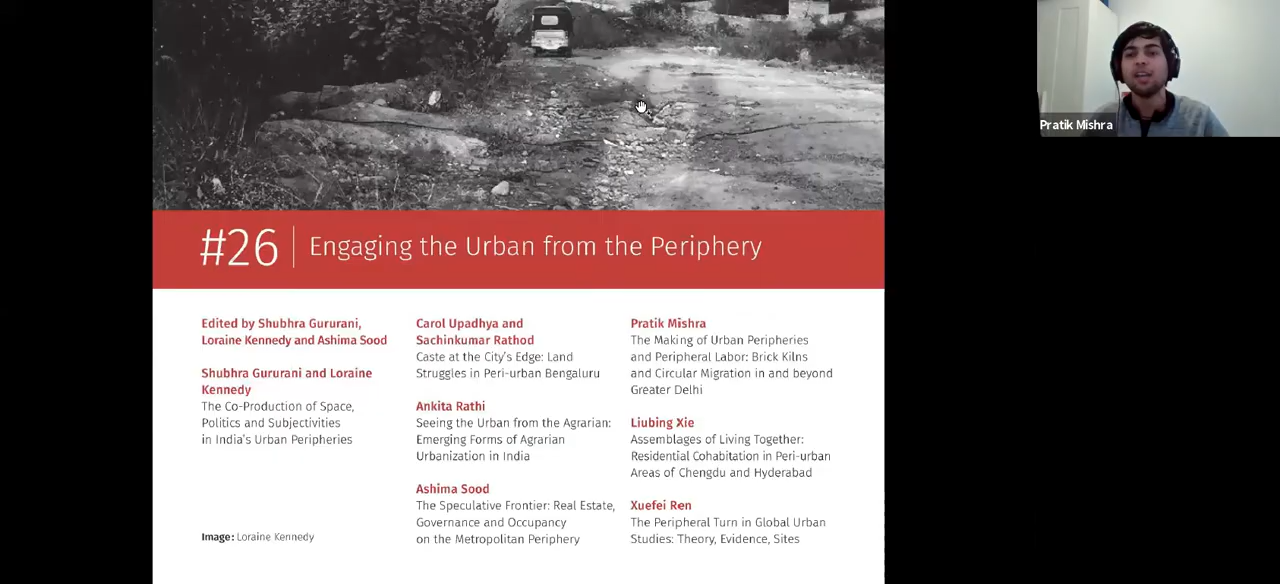 Pratik Mishra
#26
Engaging the Urban from the Periphery
Edited by Shubhra Gururani,
Loraine Kennedy and Ashima Sood
Shubhra Gururani and Loraine
Kennedy
The Co-Production of Space,
Politics and Subjectivities
in India's Urban Peripheries
Image: Loraine Kennedy
Carol Upadhya and
Sachinkumar Rathod
Caste at the City's Edge: Land
Struggles in Peri-urban Bengaluru
Ankita Rathi
Seeing the Urban from the Agrarian:
Emerging Forms of Agrarian
Urbanization in India
Ashima Sood
The Speculative Frontier: Real Estate,
Governance and Occupancy
on the Metropolitan Periphery
Pratik Mishra
The Making of Urban Peripheries
and Peripheral Labor: Brick Kilns
and Circular Migration in and beyond
Greater Delhi
Liubing Xie
Assemblages of Living Together:
Residential Cohabitation in Peri-urban
Areas of Chengdu and Hyderabad
Xuefei Ren
The Peripheral Turn in Global Urban
Studies: Theory, Evidence, Sites